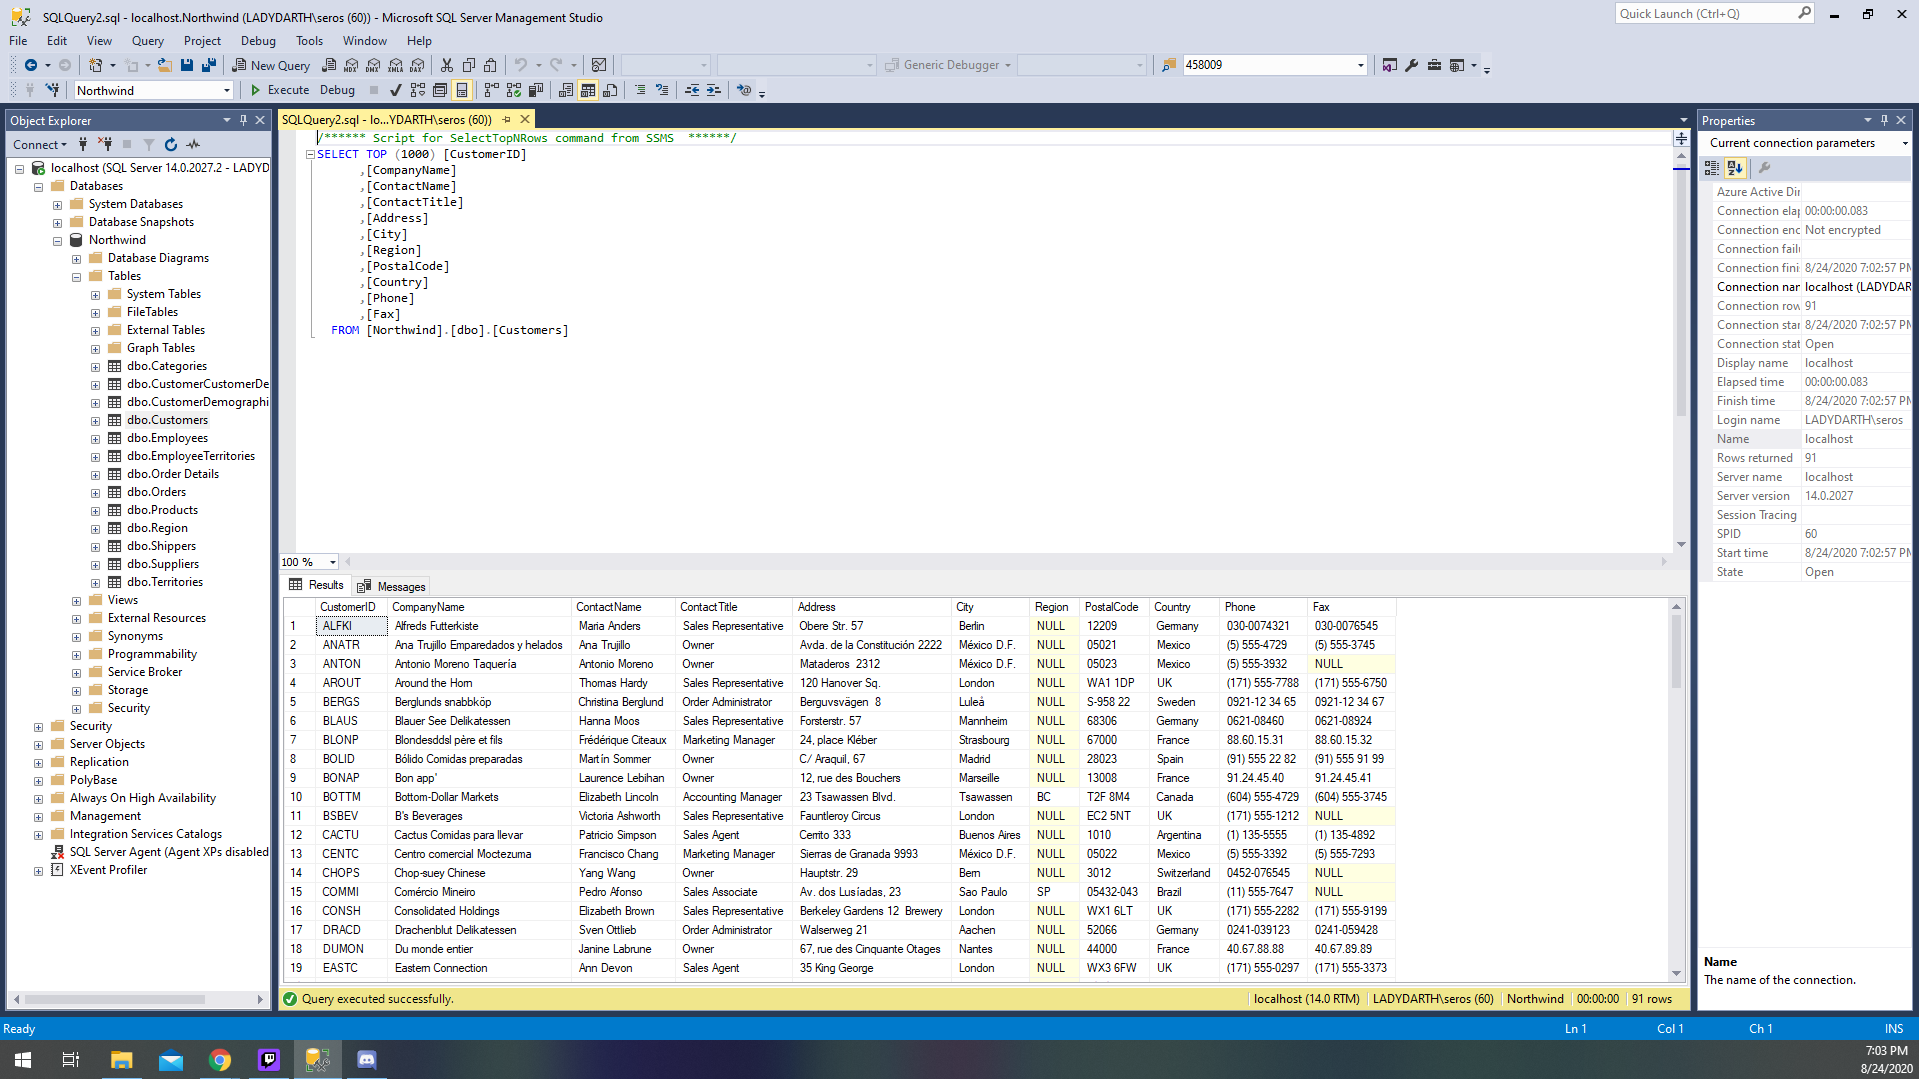 SQLQuery2.sql - localhost.Northwind (LADYDARTH\seros (60)) - Microsoft SQL Server Management Studio
Quick Launch (Ctrl+Q)
File Edit View Query Project Debug Tools Window Help
New Query MDX DMX XMLA DAX Generic Debugger 458009
Northwind Execute Debug
Object Explorer
Connect
localhost (SQL Server 14.0.2027.2 - LADYD
Databases
System Databases
Database Snapshots
Northwind
Database Diagrams
Tables
System Tables
FileTables
External Tables
Graph Tables
dbo.Categories
dbo.CustomerCustomerDe
dbo.CustomerDemographi
dbo.Customers
dbo.Employees
dbo.EmployeeTerritories
dbo.Order Details
dbo.Orders
dbo.Products
dbo.Region
dbo.Shippers
dbo.Suppliers
dbo.Territories
Views
External Resources
Synonyms
Programmability
Service Broker
Storage
Security
Security
Server Objects
Replication
PolyBase
Always On High Availability
Management
Integration Services Catalogs
SQL Server Agent (Agent XPs disabled
XEvent Profiler
SQLQuery2.sql - lo...YDARTH\seros (60))
/****** Script for SelectTopNRows command from SSMS ******/
SELECT TOP (1000) [CustomerID]
,[CompanyName]
,[ContactName]
,[ContactTitle]
,[Address]
,[City]
,[Region]
,[PostalCode]
,[Country]
,[Phone]
,[Fax]
FROM [Northwind].[dbo].[Customers]
100 %
Results Messages
CustomerID CompanyName ContactName ContactTitle Address City Region PostalCode Country Phone Fax
1 ALFKI Alfreds Futterkiste Maria Anders Sales Representative Obere Str. 57 Berlin NULL 12209 Germany 030-0074321 030-0076545
2 ANATR Ana Trujillo Emparedados y helados Ana Trujillo Owner Avda. de la Constitución 2222 México D.F. NULL 05021 Mexico (5) 555-4729 (5) 555-3745
3 ANTON Antonio Moreno Taquería Antonio Moreno Owner Mataderos 2312 México D.F. NULL 05023 Mexico (5) 555-3932 NULL
4 AROUT Around the Horn Thomas Hardy Sales Representative 120 Hanover Sq. London NULL WA1 1DP UK (171) 555-7788 (171) 555-6750
5 BERGS Berglunds snabbköp Christina Berglund Order Administrator Berguvsvägen 8 Luleå NULL S-958 22 Sweden 0921-12 34 65 0921-12 34 67
6 BLAUS Blauer See Delikatessen Hanna Moos Sales Representative Forsterstr. 57 Mannheim NULL 68306 Germany 0621-08460 0621-08924
7 BLONP Blondesddsl père et fils Frédérique Citeaux Marketing Manager 24, place Kléber Strasbourg NULL 67000 France 88.60.15.31 88.60.15.32
8 BOLID Bólido Comidas preparadas Martín Sommer Owner C/ Araquil, 67 Madrid NULL 28023 Spain (91) 555 22 82 (91) 555 91 99
9 BONAP Bon app' Laurence Lebihan Owner 12, rue des Bouchers Marseille NULL 13008 France 91.24.45.40 91.24.45.41
10 BOTTM Bottom-Dollar Markets Elizabeth Lincoln Accounting Manager 23 Tsawassen Blvd. Tsawassen BC T2F 8M4 Canada (604) 555-4729 (604) 555-3745
11 BSBEV B's Beverages Victoria Ashworth Sales Representative Fauntleroy Circus London NULL EC2 5NT UK (171) 555-1212 NULL
12 CACTU Cactus Comidas para llevar Patricio Simpson Sales Agent Cerrito 333 Buenos Aires NULL 1010 Argentina (1) 135-5555 (1) 135-4892
13 CENTC Centro comercial Moctezuma Francisco Chang Marketing Manager Sierras de Granada 9993 México D.F. NULL 05022 Mexico (5) 555-3392 (5) 555-7293
14 CHOPS Chop-suey Chinese Yang Wang Owner Hauptstr. 29 Bern NULL 3012 Switzerland 0452-076545 NULL
15 COMMI Comércio Mineiro Pedro Afonso Sales Associate Av. dos Lusíadas, 23 Sao Paulo SP 05432-043 Brazil (11) 555-7647 NULL
16 CONSH Consolidated Holdings Elizabeth Brown Sales Representative Berkeley Gardens 12 Brewery London NULL WX1 6LT UK (171) 555-2282 (171) 555-9199
17 DRACD Drachenblut Delikatessen Sven Ottlieb Order Administrator Walserweg 21 Aachen NULL 52066 Germany 0241-039123 0241-059428
18 DUMON Du monde entier Janine Labrune Owner 67, rue des Cinquante Otages Nantes NULL 44000 France 40.67.88.88 40.67.89.89
19 EASTC Eastern Connection Ann Devon Sales Agent 35 King George London NULL WX3 6FW UK (171) 555-0297 (171) 555-3373
Query executed successfully. localhost (14.0 RTM) LADYDARTH\seros (60) Northwind 00:00:00 91 rows
Properties
Current connection parameters
Azure Active Dir
Connection elap 00:00:00.083
Connection enc Not encrypted
Connection failu
Connection fini 8/24/2020 7:02:57 PM
Connection nar localhost (LADYDAR
Connection row 91
Connection star 8/24/2020 7:02:57 PM
Connection stat Open
Display name localhost
Elapsed time 00:00:00.083
Finish time 8/24/2020 7:02:57 PM
Login name LADYDARTH\seros
Name localhost
Rows returned 91
Server name localhost
Server version 14.0.2027
Session Tracing
SPID 60
Start time 8/24/2020 7:02:57 PM
State Open
Name
The name of the connection.
Ready Ln 1 Col 1 Ch 1 INS
7:03 PM
8/24/2020